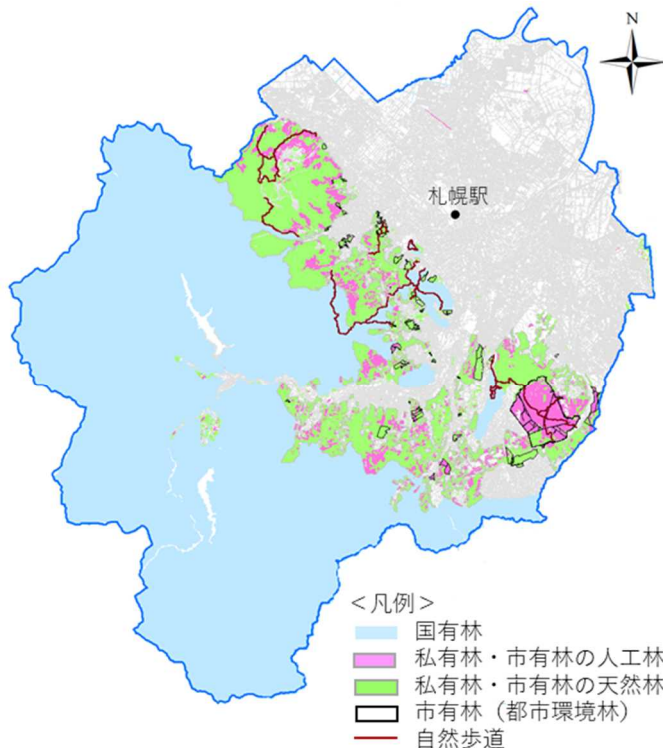 N
札幌駅
＜凡例＞
国有林
私有林・市有林の人工林
私有林・市有林の天然林
市有林（都市環境林）
自然歩道